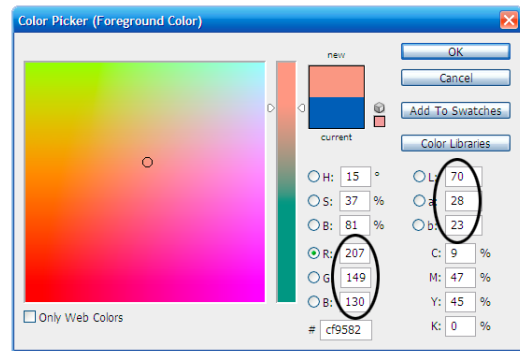 Color Picker (Foreground Color)
new
current
OK
Cancel
Add To Swatches
Color Libraries
H: 15 °
S: 37 %
B: 81 %
R: 207
G 149
B: 130
# cf9582
L: 70
a: 28
b: 23
C: 9 %
M: 47 %
Y: 45 %
K: 0 %
Only Web Colors